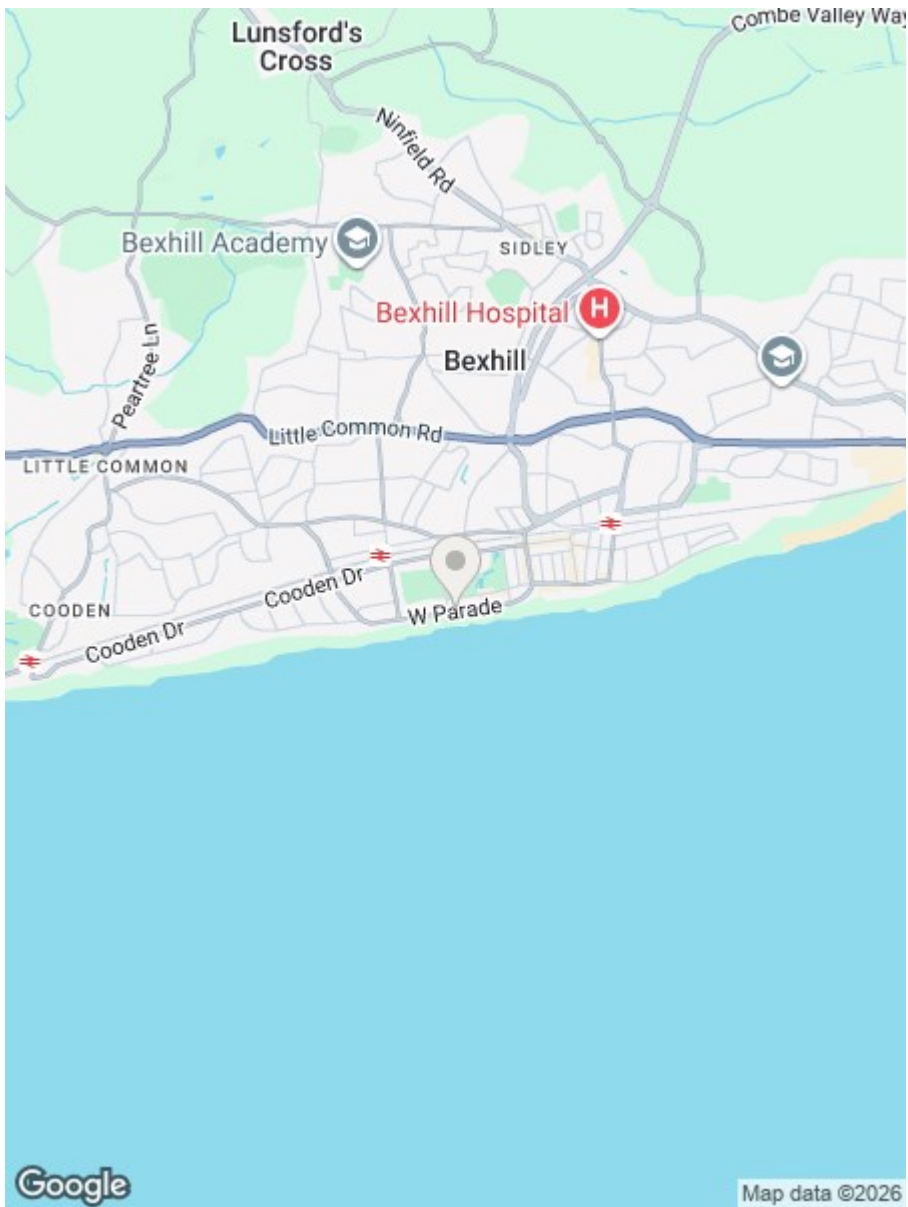 Combe Valley Way
Lunsford's
Cross
Ninfield Rd
Bexhill Academy
SIDLEY
Bexhill Hospital
H
Bexhill
Peartree Ln
Little Common Rd
LITTLE COMMON
Cooden Dr
COODEN
W Parade
Cooden Dr
Google
Map data ©2026